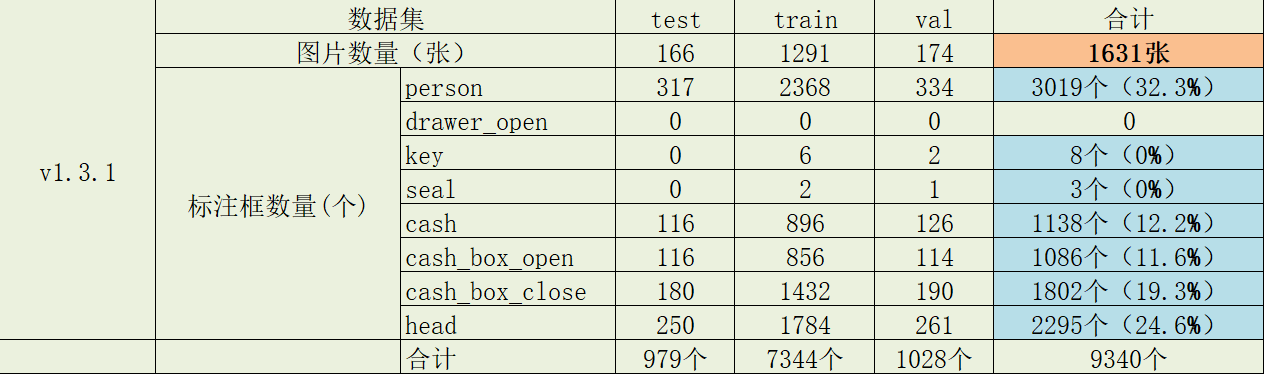 数据集 test train val 合计
图片数量（张） 166 1291 174 1631张
person 317 2368 334 3019个（32.3%）
drawer_open 0 0 0 0
key 0 6 2 8个（0%）
v1.3.1
seal 0 2 1 3个（0%）
标注框数量(个)
cash 116 896 126 1138个（12.2%）
cash_box_open 116 856 114 1086个（11.6%）
cash_box_close 180 1432 190 1802个（19.3%）
head 250 1784 261 2295个（24.6%）
合计 979个 7344个 1028个 9340个